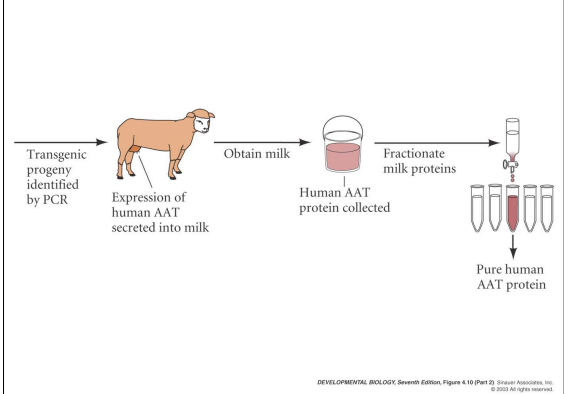 Transgenic
progeny
identified
by PCR
Expression of
human AAT
secreted into milk
Obtain milk
Human AAT
protein collected
Fractionate
milk proteins
Pure human
AAT protein
DEVELOPMENTAL BIOLOGY, Seventh Edition, Figure 4.10 (Part 2) Sinauer Associates, Inc.
© 2003 All rights reserved.